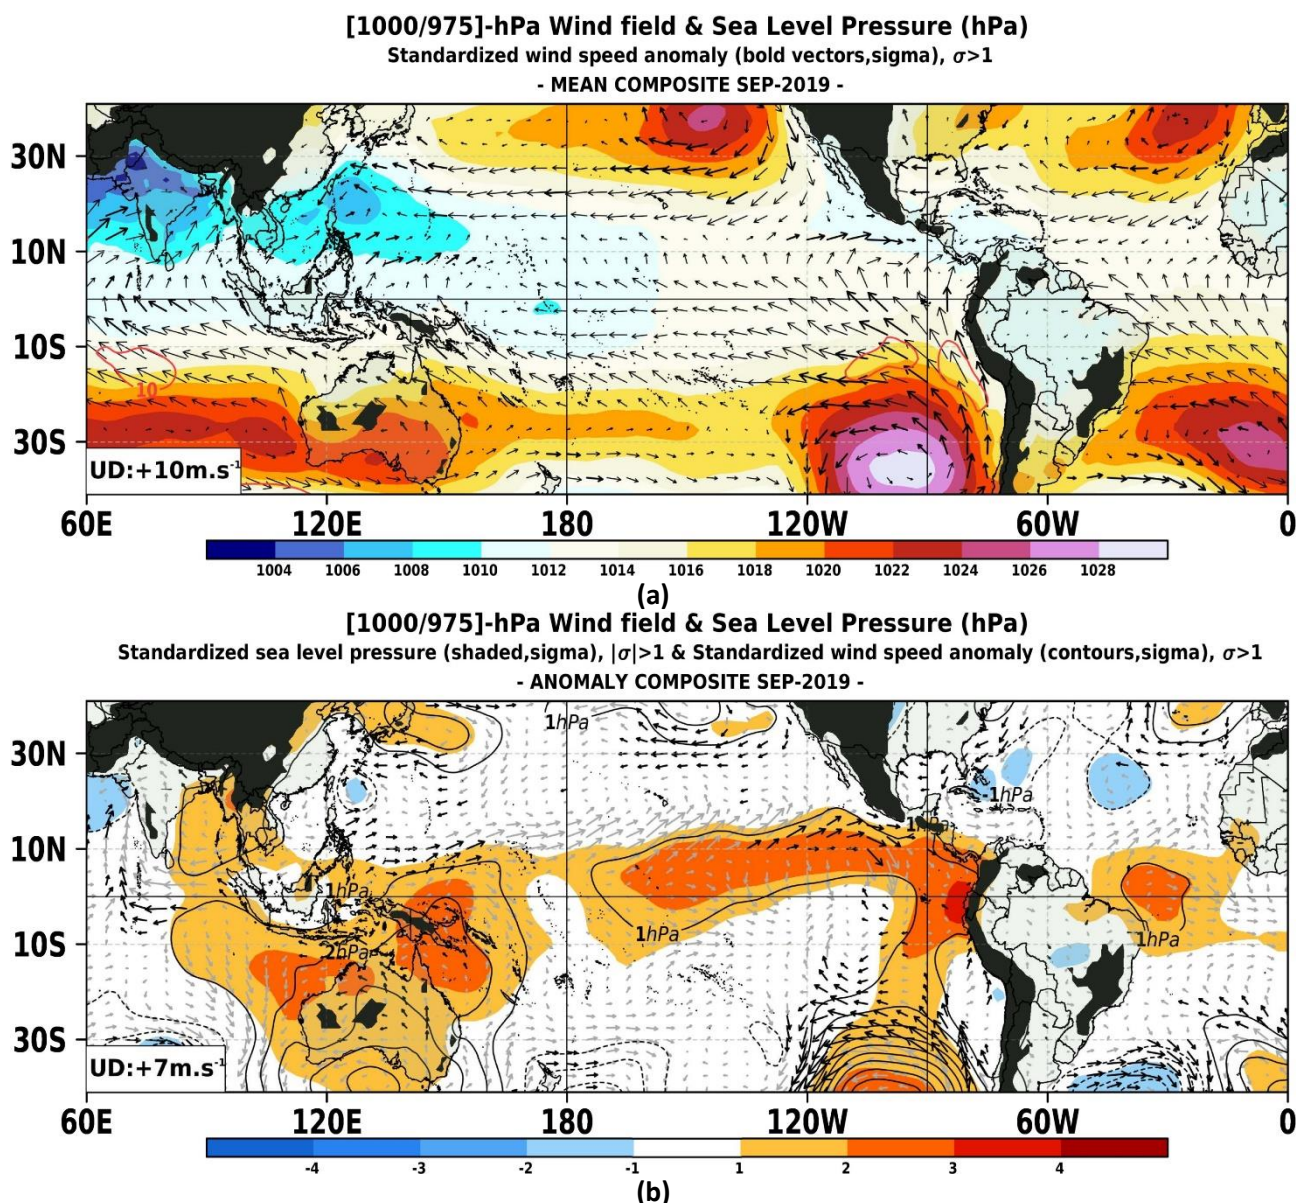 [1000/975]-hPa Wind field & Sea Level Pressure (hPa)
Standardized wind speed anomaly (bold vectors,sigma), σ>1
- MEAN COMPOSITE SEP-2019 -
30N
10N
10S
10
30S
UD:+10m.s⁻¹
60E 120E 180 120W 60W 0
1004 1006 1008 1010 1012 1014 1016 1018 1020 1022 1024 1026 1028
(a)
[1000/975]-hPa Wind field & Sea Level Pressure (hPa)
Standardized sea level pressure (shaded,sigma), |σ|>1 & Standardized wind speed anomaly (contours,sigma), σ>1
- ANOMALY COMPOSITE SEP-2019 -
1hPa
30N
1hPa
10N
1hPa
1hPa
1hPa
1hPa
10S
2hPa
30S
UD:+7m.s⁻¹
60E 120E 180 120W 60W 0
-4 -3 -2 -1 1 2 3 4
(b)